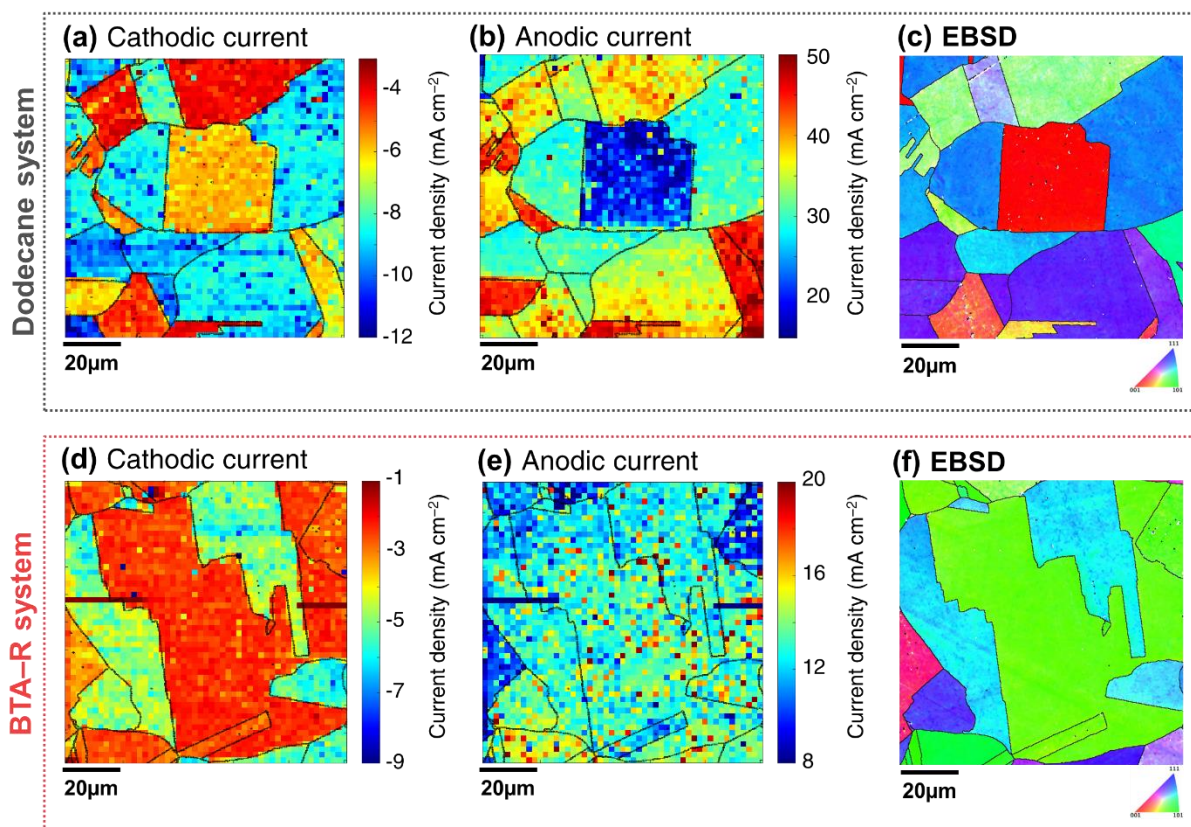 Dodecane system
(a) Cathodic current
-4
-6
-8
-10
-12
Current density (mA cm⁻²)
20µm
(b) Anodic current
50
40
30
20
Current density (mA cm⁻²)
20µm
(c) EBSD
20µm
111
001
101
BTA–R system
(d) Cathodic current
-1
-3
-5
-7
-9
Current density (mA cm⁻²)
20µm
(e) Anodic current
20
16
12
8
Current density (mA cm⁻²)
20µm
(f) EBSD
20µm
111
001
101